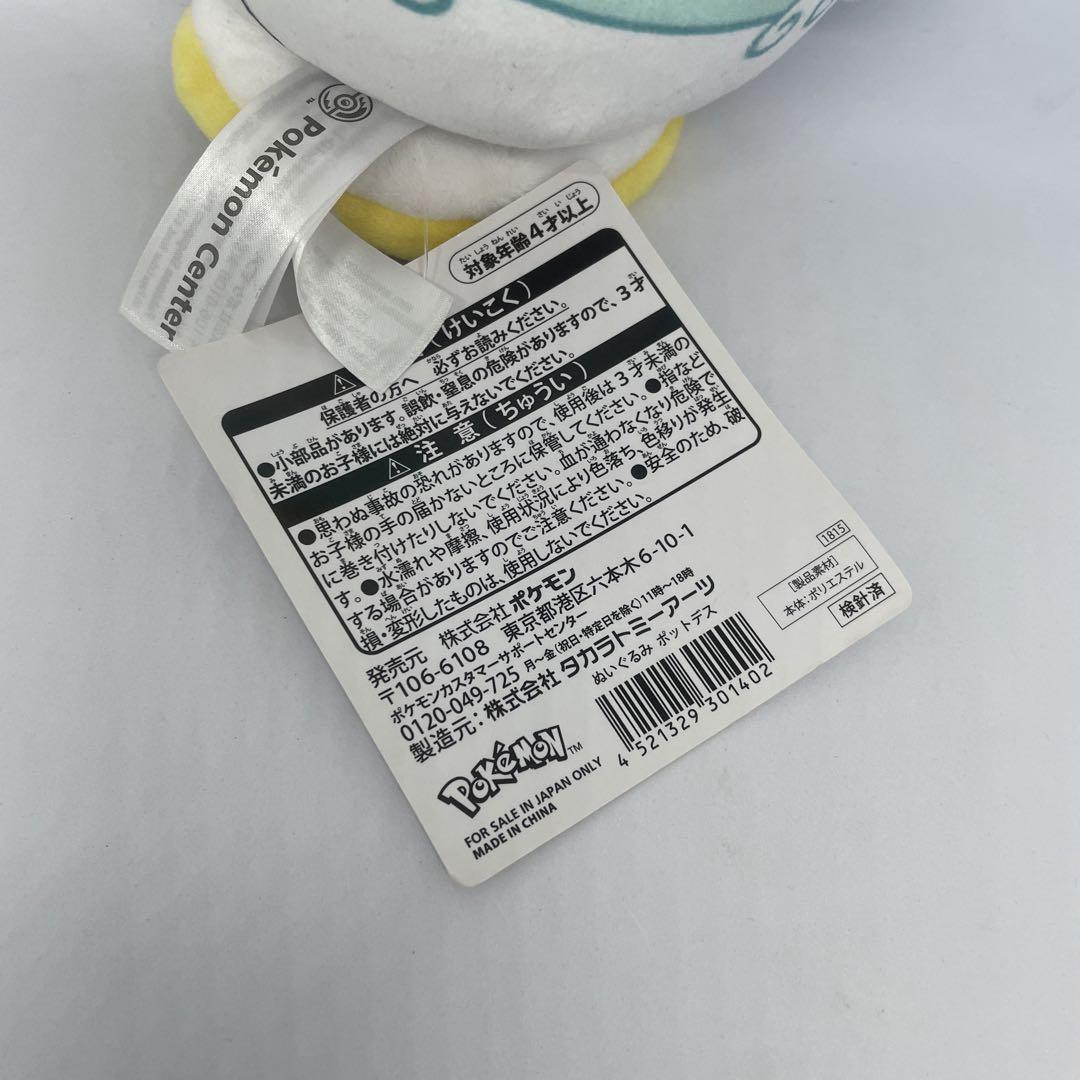 Pokémon Center
対象年齢4才以上
(けいこく)
保護者の方へ 必ずお読みください。
●小部品があります。誤飲・窒息の危険がありますので、3才
未満のお子様には絶対に与えないでください。
注意(ちゅうい)
●思わぬ事故の恐れがありますので、使用後は3才未満の
お子様の手の届かないところに保管してください。●指など
に巻き付けたりしないでください。血が通わなくなり危険で
す。●水濡れや摩擦、使用状況により色落ち、色移りが発生
する場合がありますのでご注意ください。●安全のため、破
損・変形したものは、使用しないでください。
発売元 株式会社 ポケモン
〒106-6108 東京都港区六本木6-10-1
ポケモンカスタマーサポートセンター
0120-049-725 月~金(祝日・特定日を除く)11時~18時
製造元:株式会社 タカラトミーアーツ
ぬいぐるみ ポットデス
4 521329 301402
POKéMON™
FOR SALE IN JAPAN ONLY
MADE IN CHINA
1815
[製品素材]
本体:ポリエステル
検針済